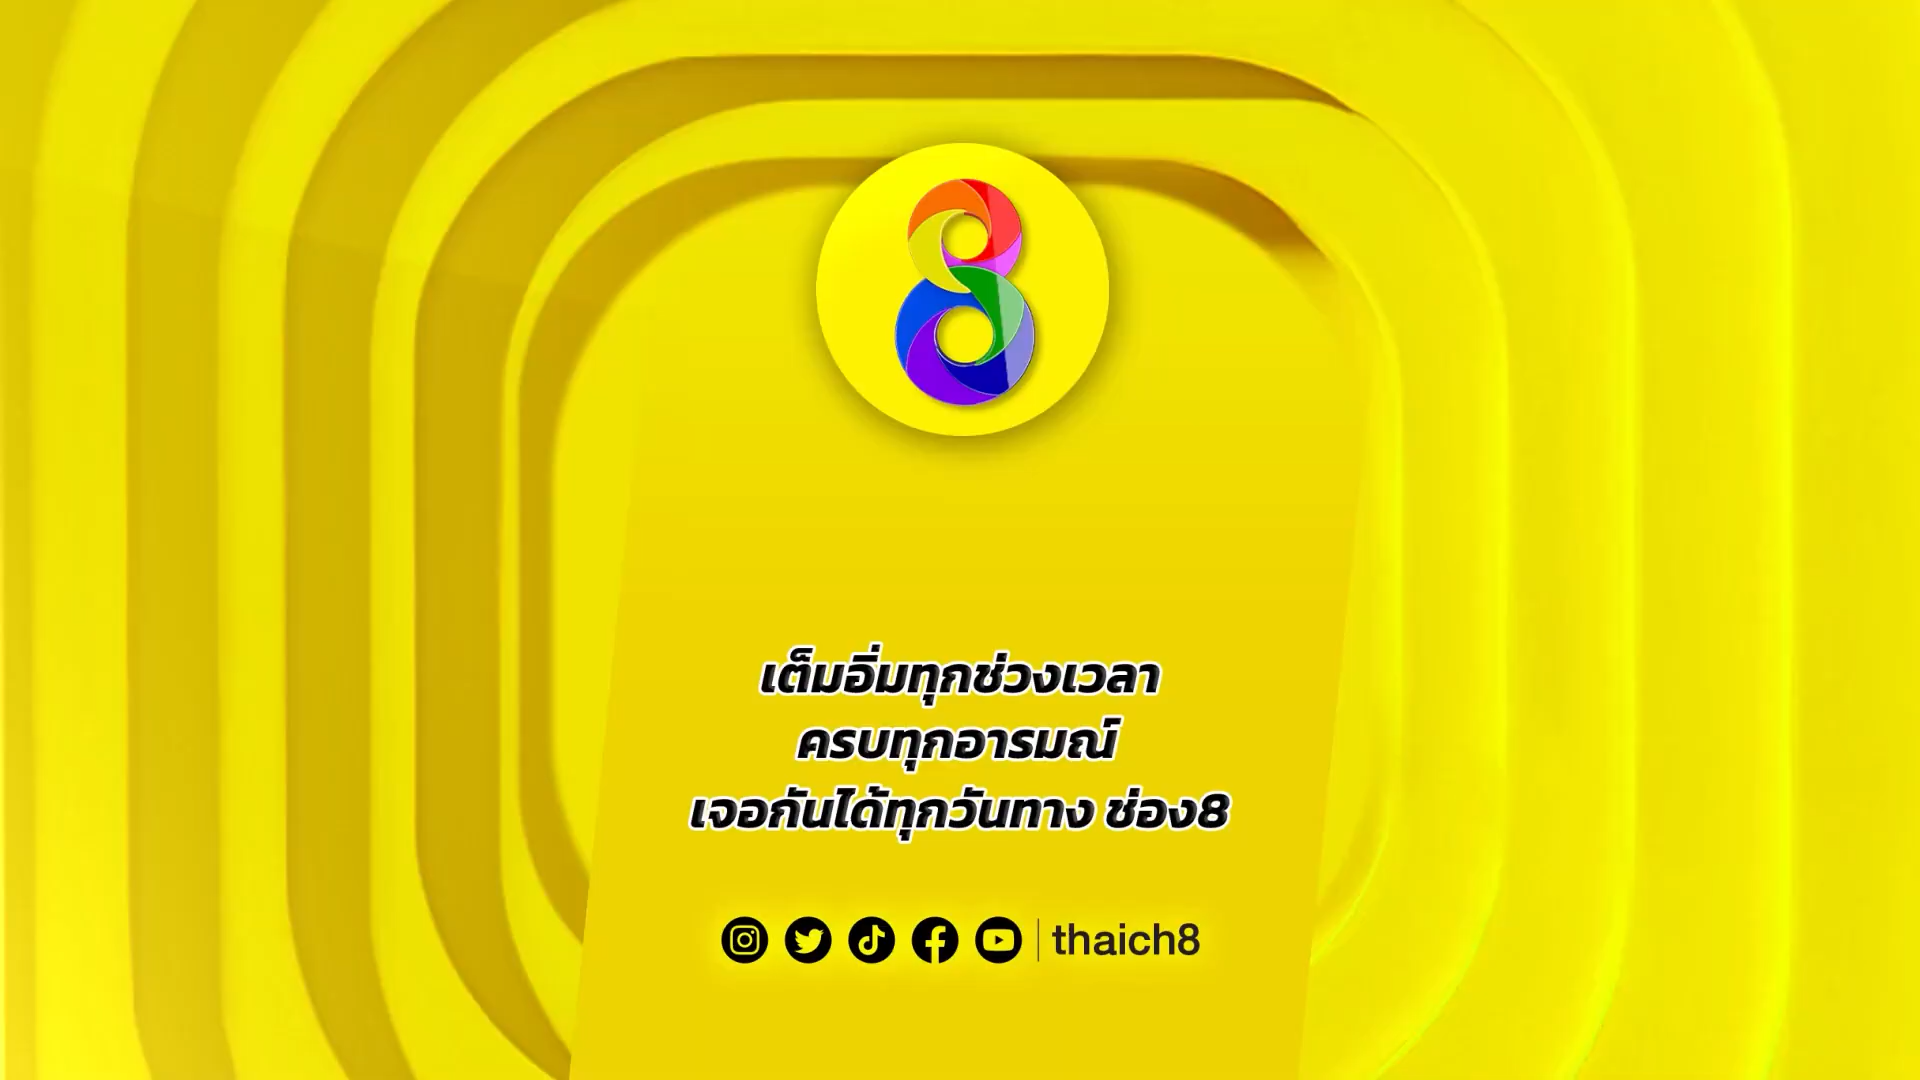 8
เต็มอิ่มทุกช่วงเวลา
ครบทุกอารมณ์
เจอกันได้ทุกวันทาง ช่อง8
thaich8